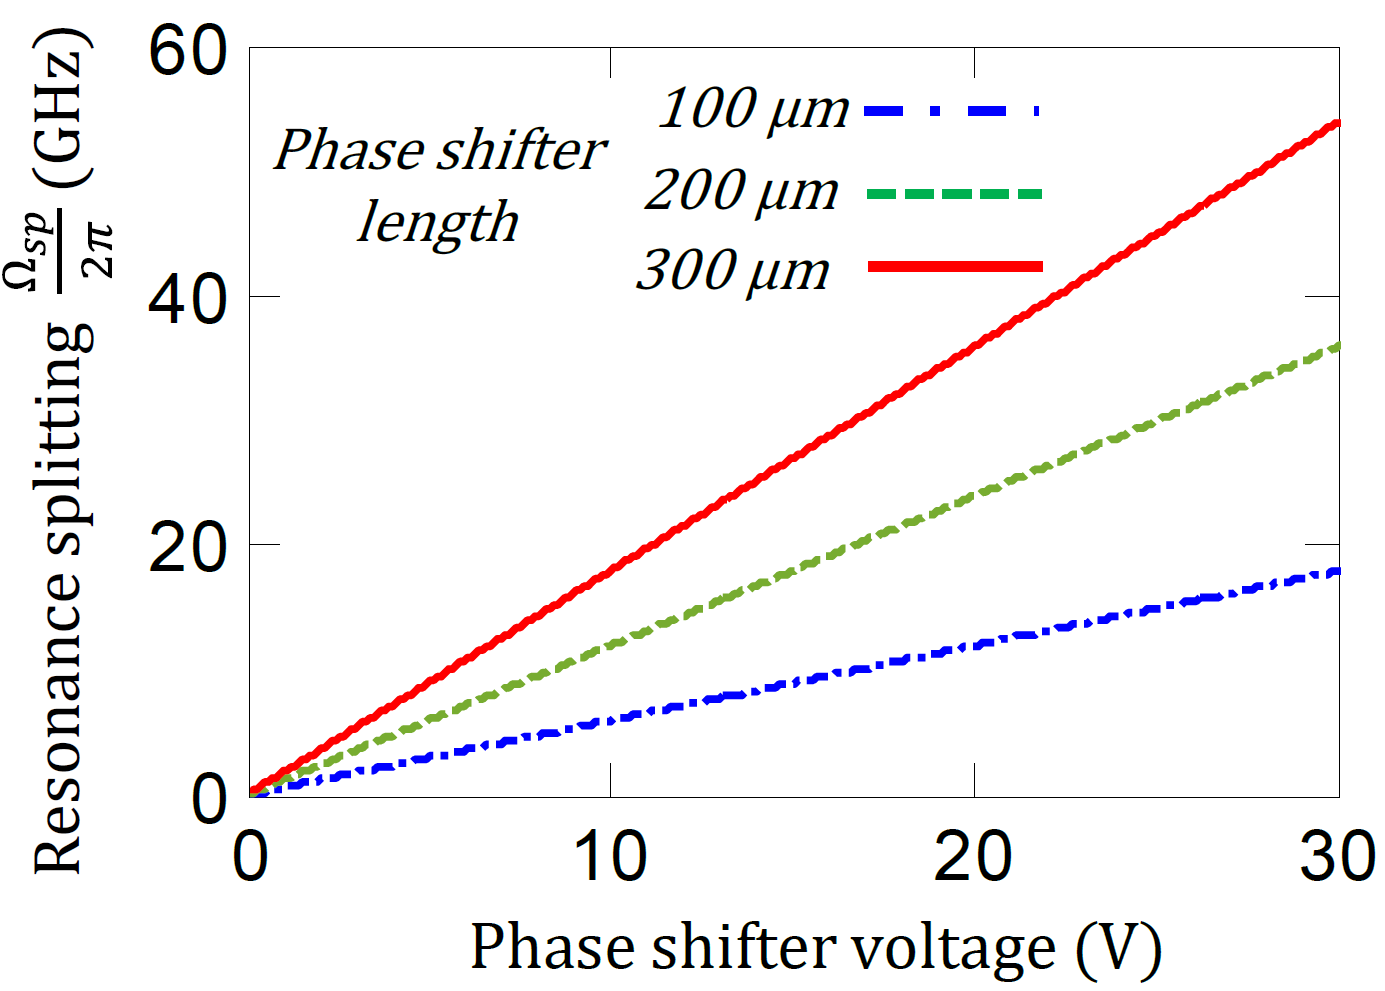 Resonance splitting Ωsp/2π (GHz)
60
40
20
0
Phase shifter
length
100 μm
200 μm
300 μm
0 10 20 30
Phase shifter voltage (V)